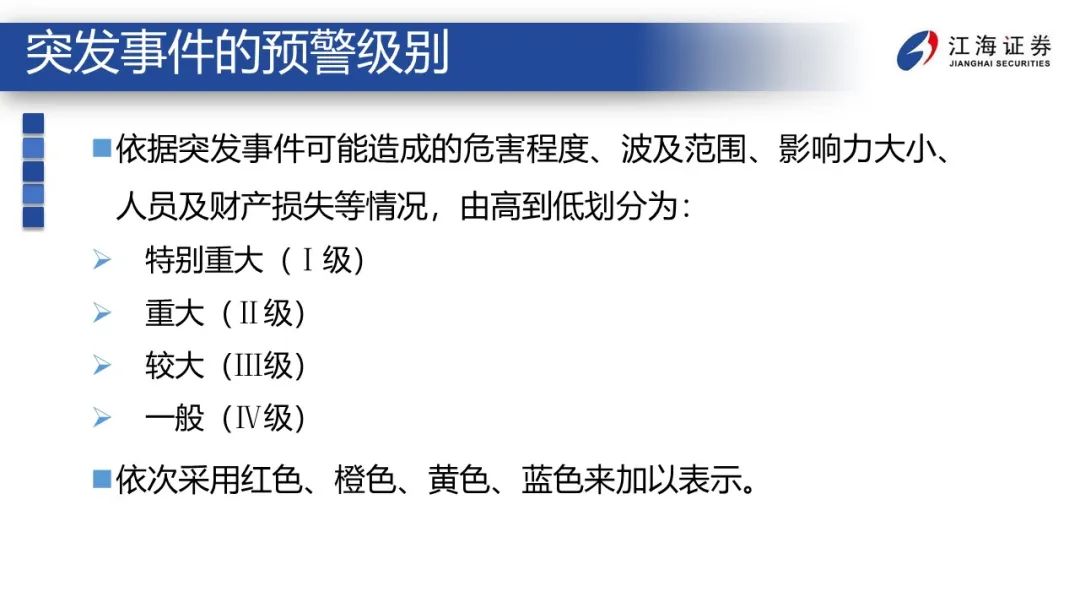 突发事件的预警级别
江海证券
JIANGHAI SECURITIES
依据突发事件可能造成的危害程度、波及范围、影响力大小、
人员及财产损失等情况，由高到低划分为：
特别重大（Ⅰ级）
重大（Ⅱ级）
较大（Ⅲ级）
一般（Ⅳ级）
依次采用红色、橙色、黄色、蓝色来加以表示。